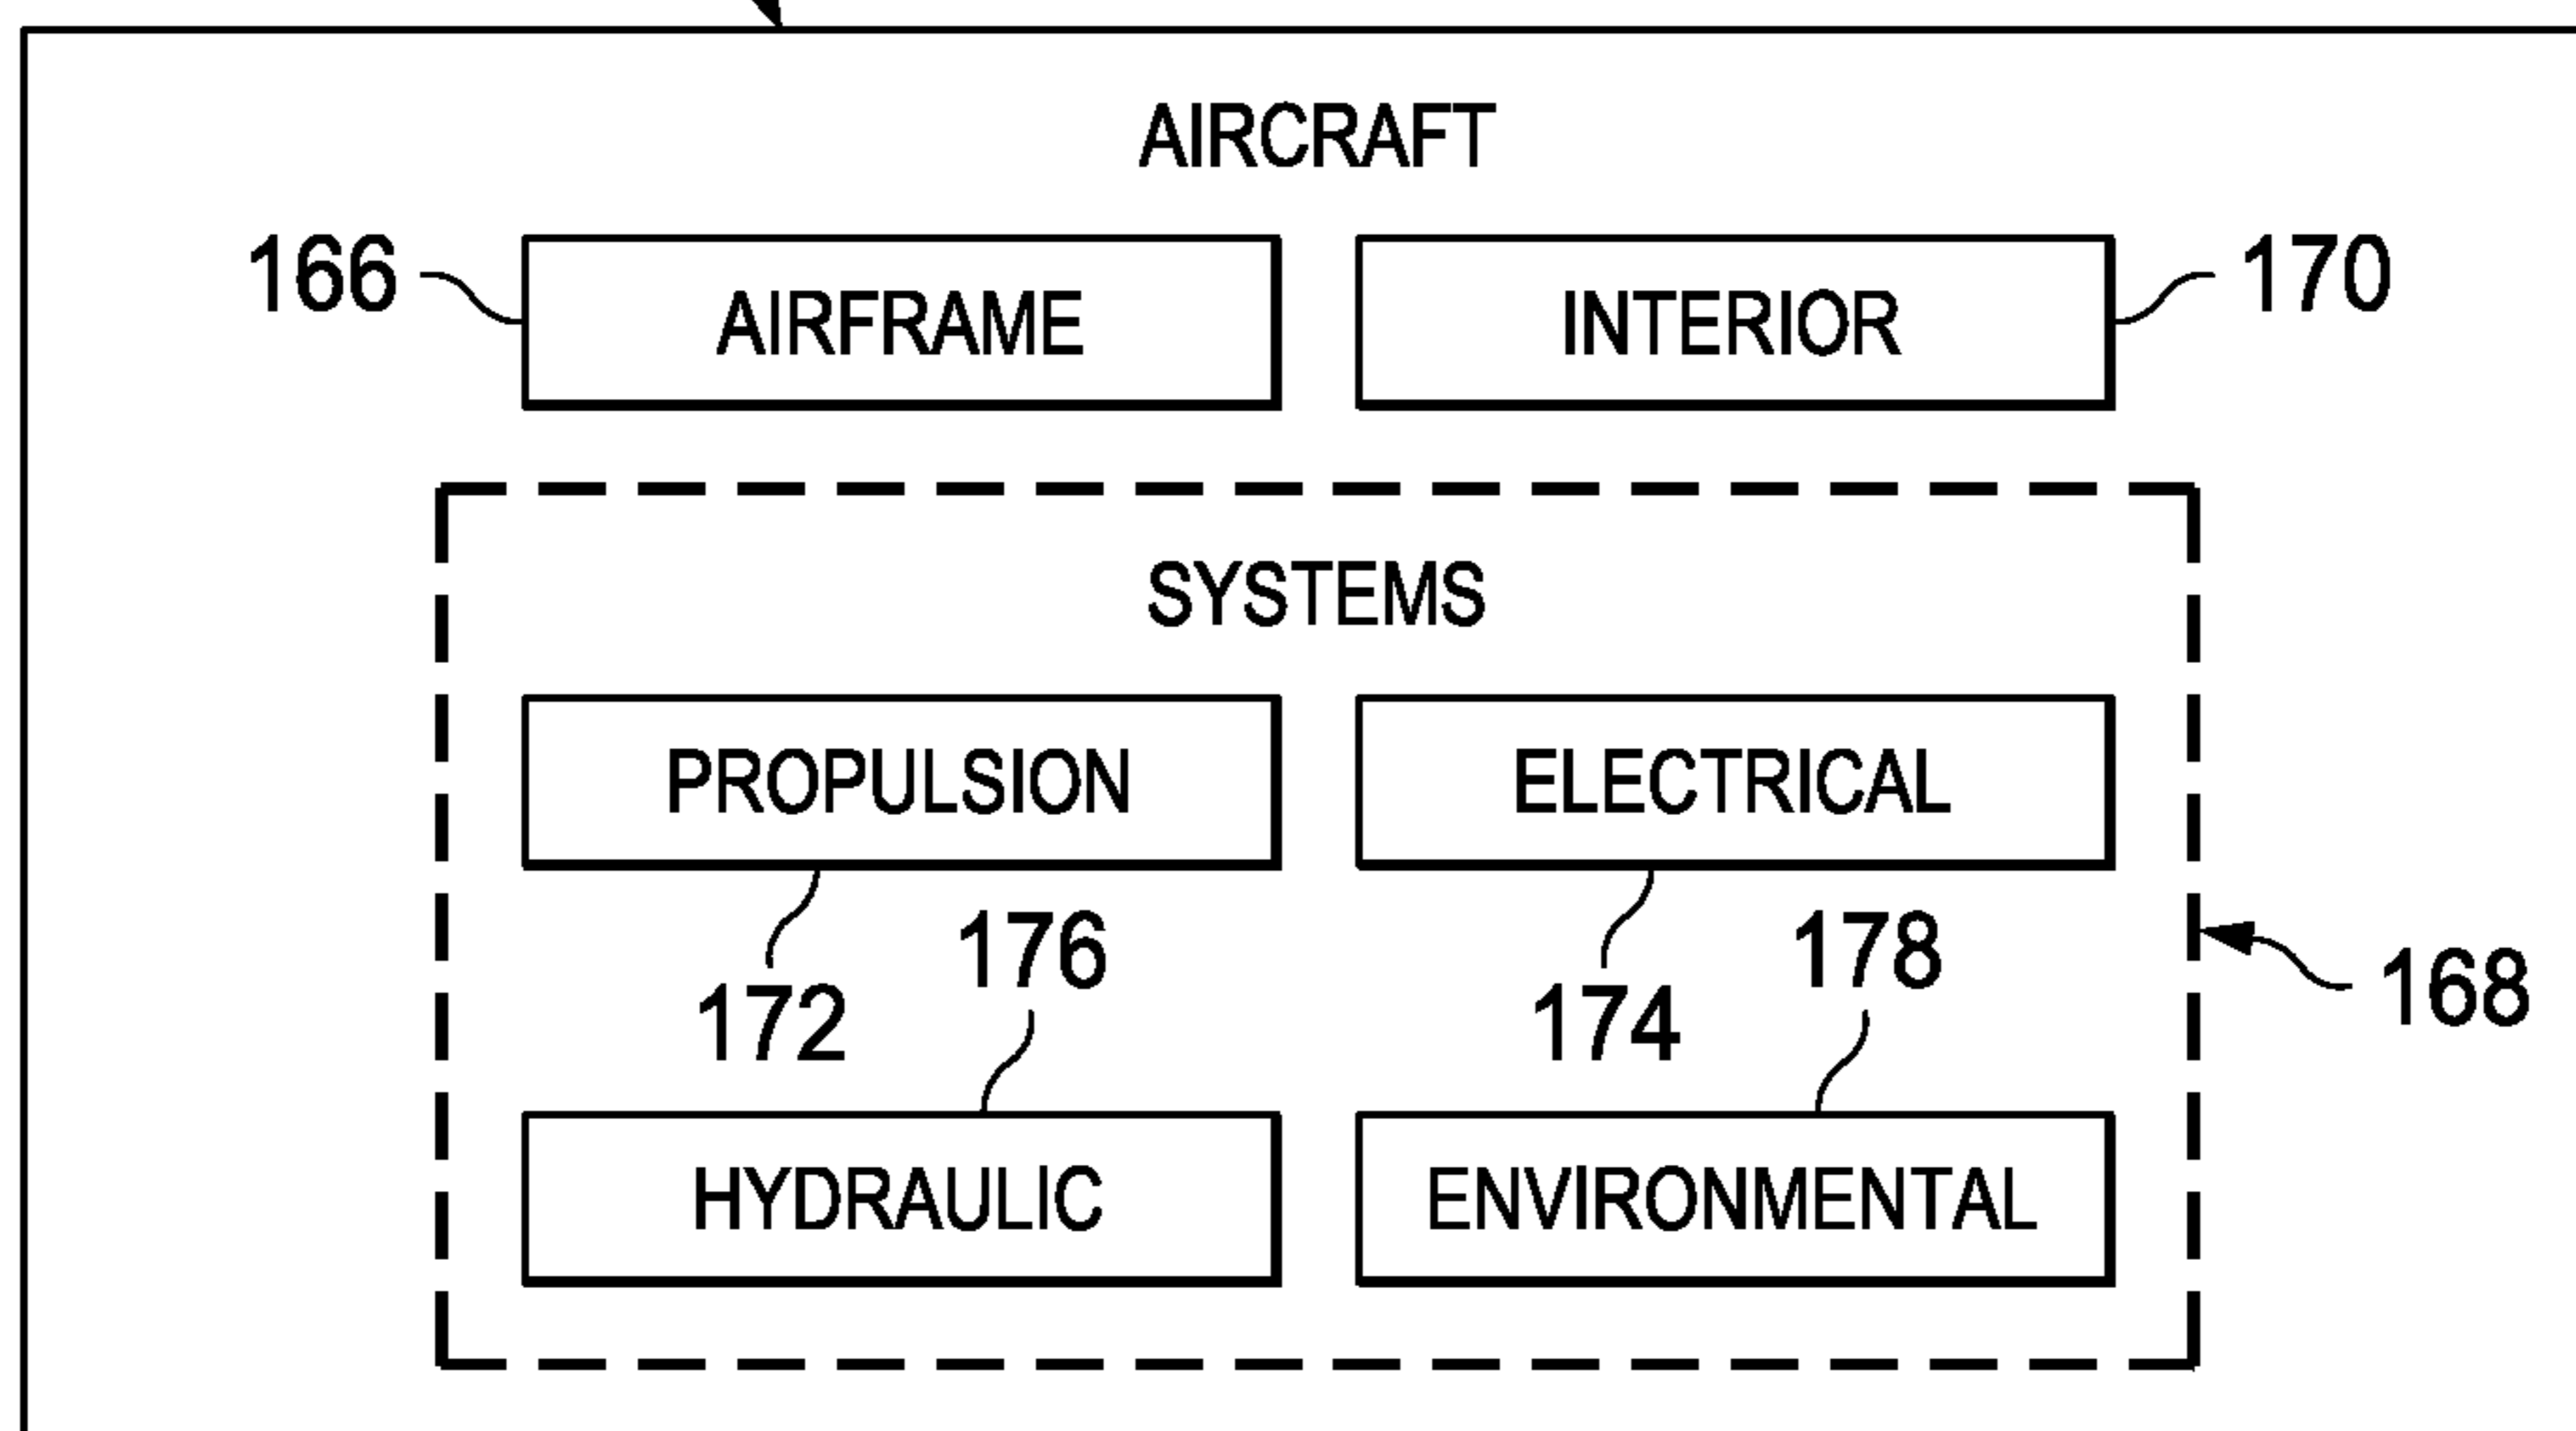 AIRCRAFT
166 AIRFRAME INTERIOR 170
SYSTEMS
PROPULSION ELECTRICAL
176 178
172 174 168
HYDRAULIC ENVIRONMENTAL